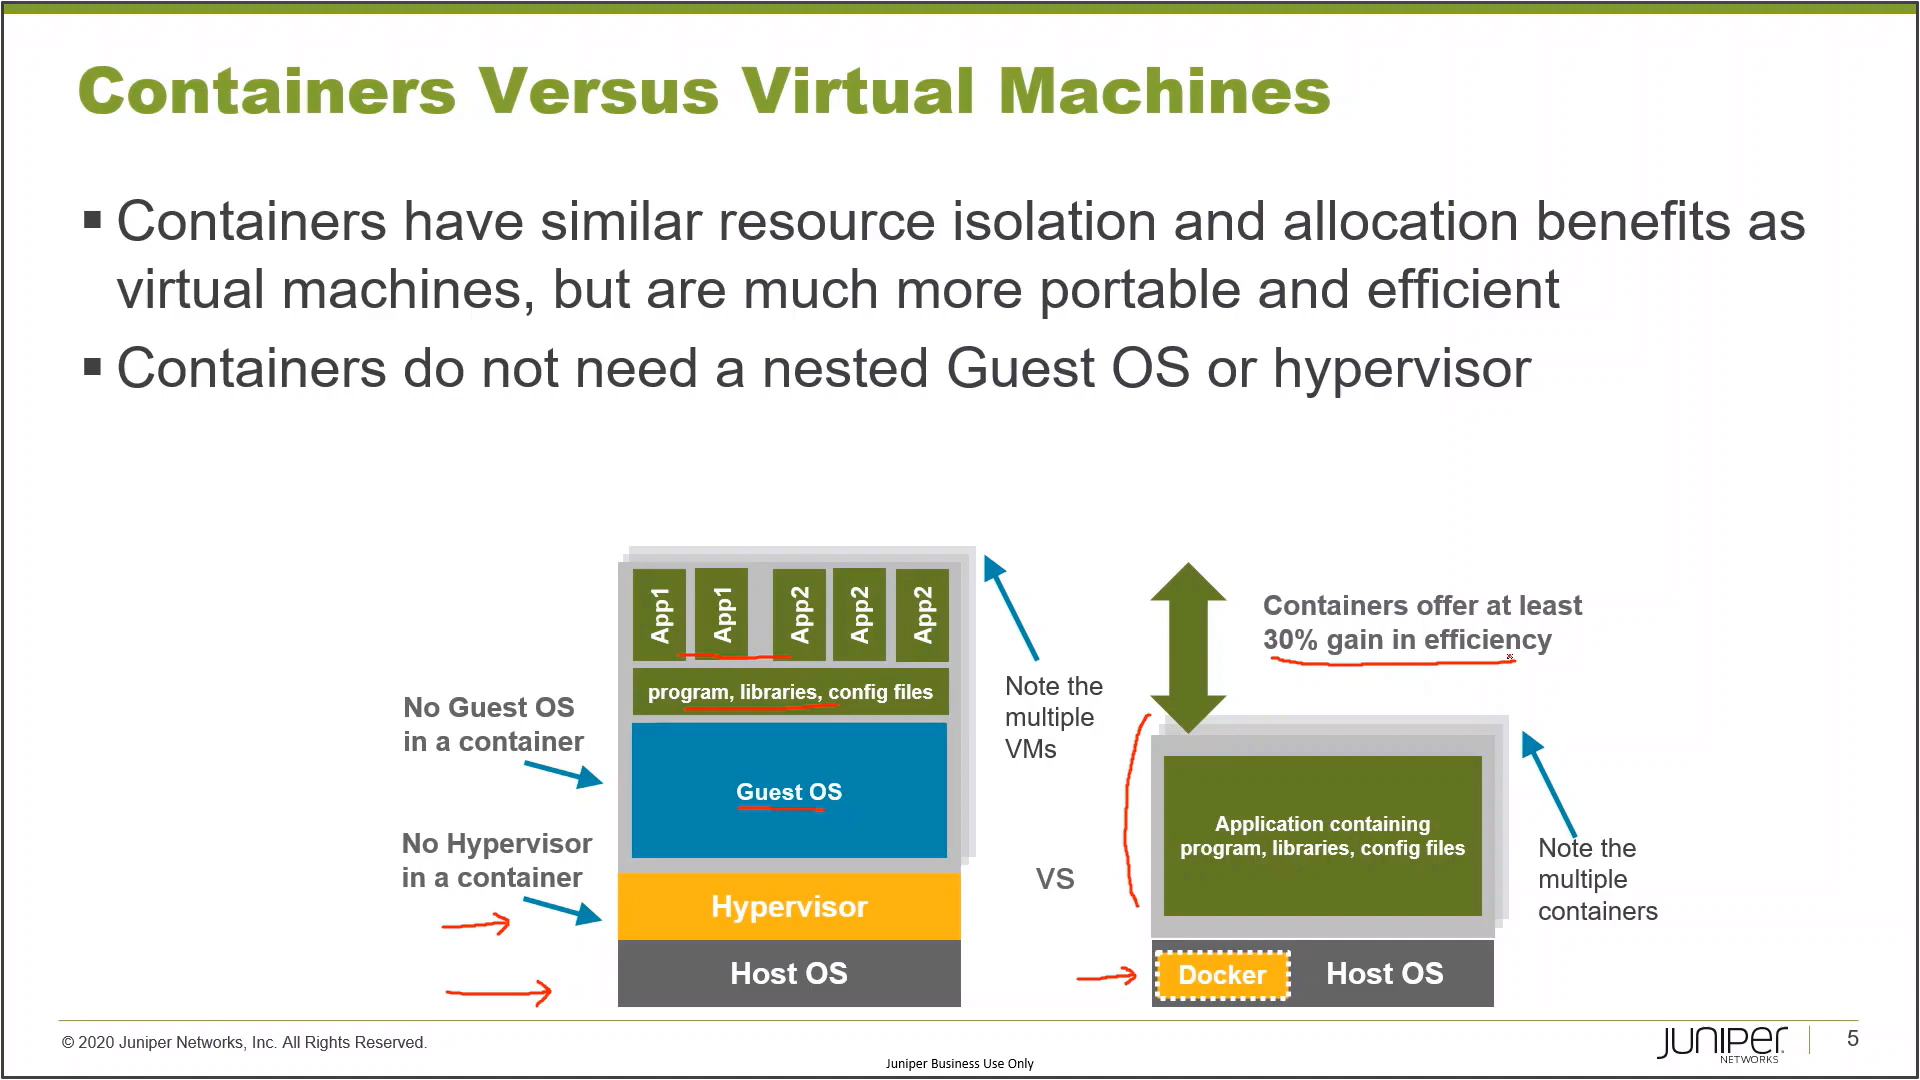 Containers Versus Virtual Machines
▪ Containers have similar resource isolation and allocation benefits as
virtual machines, but are much more portable and efficient
▪ Containers do not need a nested Guest OS or hypervisor
No Guest OS
in a container
No Hypervisor
in a container
App1
App1
App2
App2
App2
program, libraries, config files
Guest OS
Hypervisor
Host OS
Note the
multiple
VMs
VS
Containers offer at least
30% gain in efficiency
Application containing
program, libraries, config files
Docker
Host OS
Note the
multiple
containers
© 2020 Juniper Networks, Inc. All Rights Reserved.
Juniper Business Use Only
JUNIPER
NETWORKS
5